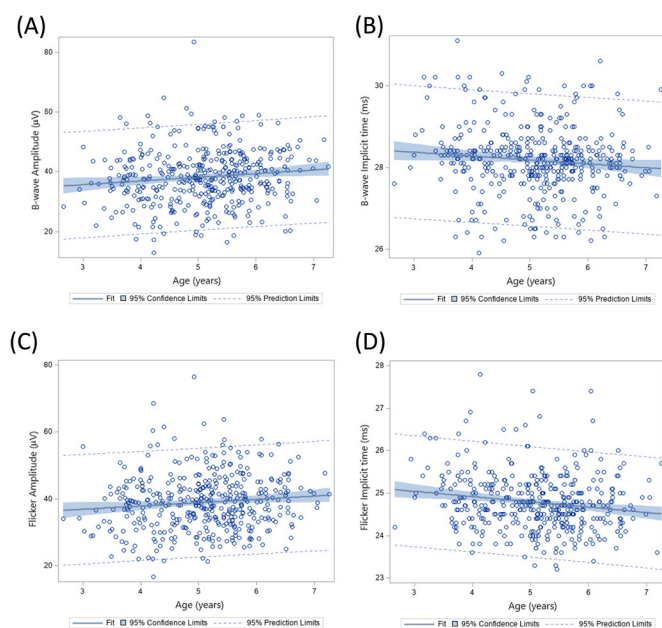 (A)
B-wave Amplitude (µV)
80
60
40
20
3 4 5 6 7
Age (years)
Fit 95% Confidence Limits 95% Prediction Limits
(B)
B-wave Implicit time (ms)
30
28
26
3 4 5 6 7
Age (years)
Fit 95% Confidence Limits 95% Prediction Limits
(C)
Flicker Amplitude (µV)
80
60
40
20
3 4 5 6 7
Age (years)
Fit 95% Confidence Limits 95% Prediction Limits
(D)
Flicker Implicit time (ms)
28
27
26
25
24
23
3 4 5 6 7
Age (years)
Fit 95% Confidence Limits 95% Prediction Limits